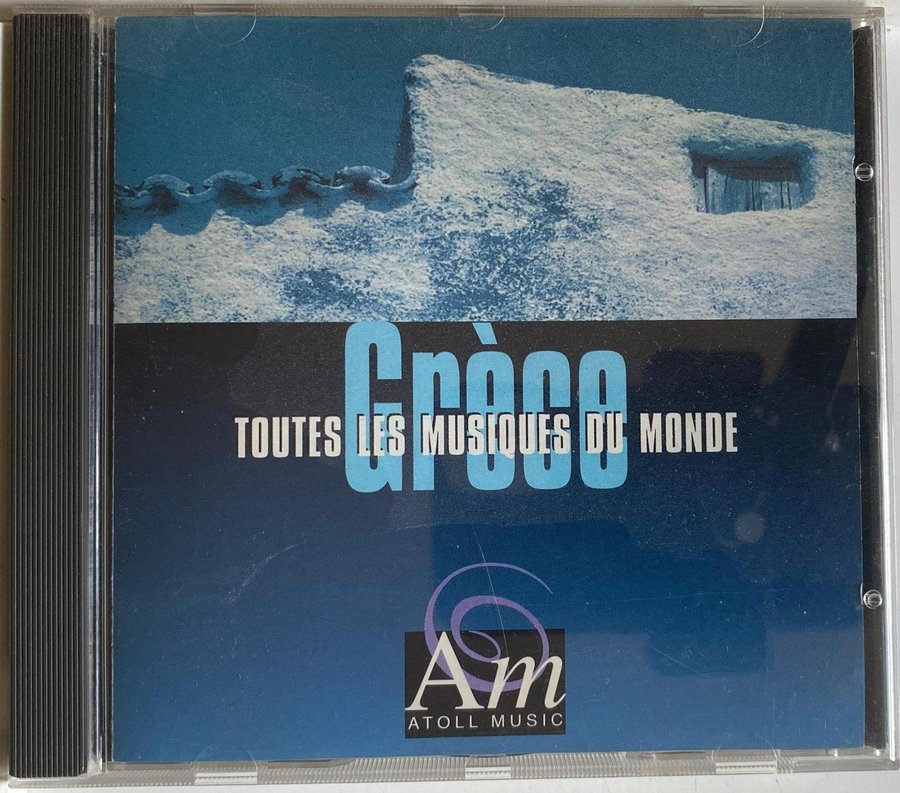 Grèce
TOUTES LES MUSIQUES DU MONDE
Am
ATOLL MUSIC